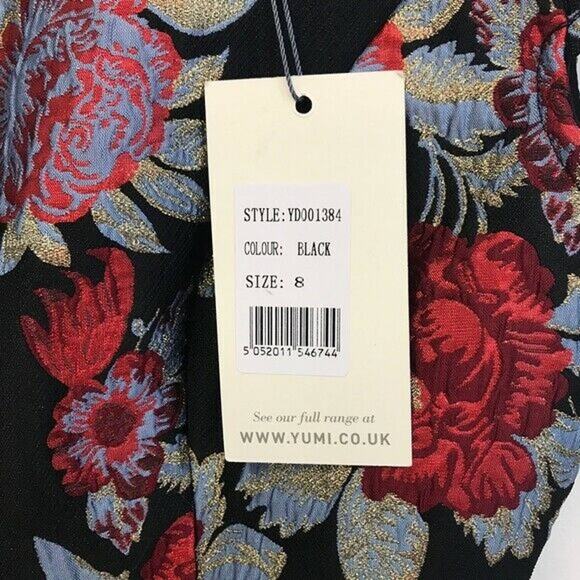 STYLE:YD001384
COLOUR: BLACK
SIZE: 8
5 052011 546744
See our full range at
WWW.YUMI.CO.UK